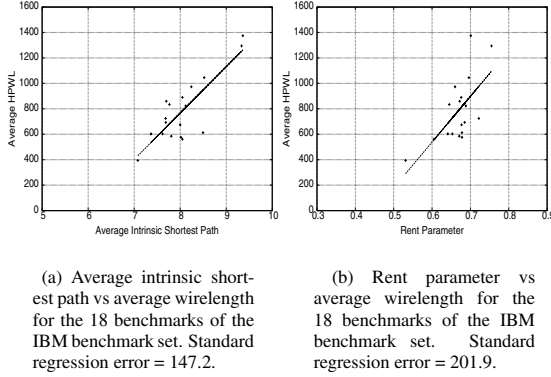 1600
1400
1200
1000
800
600
400
200
0
5 6 7 8 9 10
Average HPWL
Average Intrinsic Shortest Path
1600
1400
1200
1000
800
600
400
200
0
0.3 0.4 0.5 0.6 0.7 0.8 0.9
Average HPWL
Rent Parameter
(a) Average intrinsic short-
est path vs average wirelength
for the 18 benchmarks of the
IBM benchmark set. Standard
regression error = 147.2.
(b) Rent parameter vs
average wirelength for the
18 benchmarks of the IBM
benchmark set. Standard
regression error = 201.9.